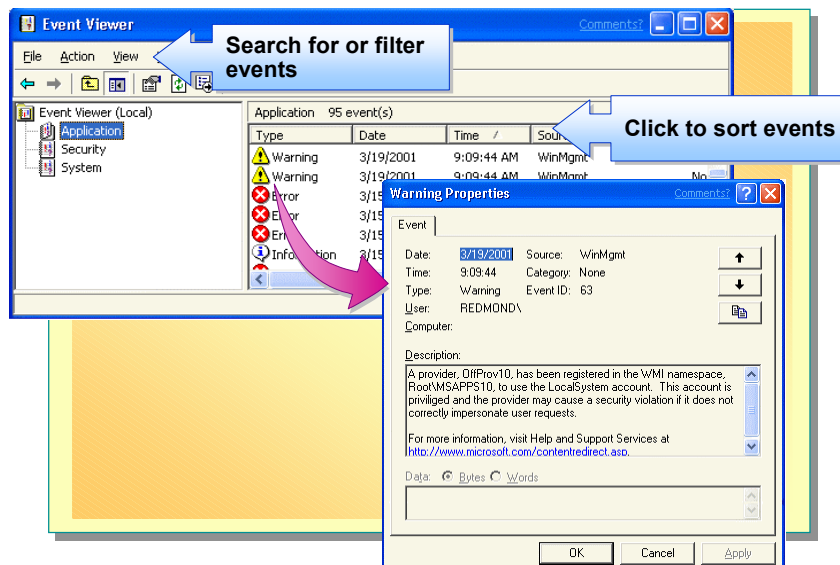 Event Viewer
Comments?
File Action View
Search for or filter
events
Event Viewer (Local)
Application
Security
System
Application 95 event(s)
Type Date Time /
Click to sort events
Warning 3/19/2001 9:09:44 AM WinMgmt
Warning 3/19/2001 9:09:44 AM WinMgmt No
Error
Information
Warning Properties Comments?
Event
Date: 3/19/2001 Source: WinMgmt
Time: 9:09:44 Category: None
Type: Warning Event ID: 63
User: REDMOND\
Computer:
Description:
A provider, OffProv10, has been registered in the WMI namespace,
Root\MSAPPS10, to use the LocalSystem account. This account is
priviliged and the provider may cause a security violation if it does not
correctly impersonate user requests.
For more information, visit Help and Support Services at
http://www.microsoft.com/contentredirect.asp.
Data: Bytes Words
OK Cancel Apply